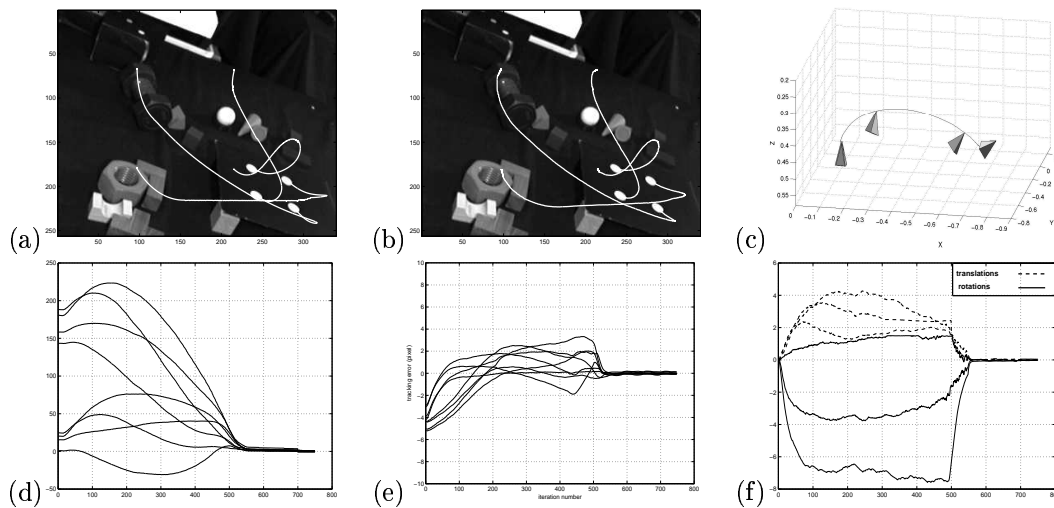 0
50
100
150
200
250
50 100 150 200 250 300
(a)
0
50
100
150
200
250
50 100 150 200 250 300
(b)
0.2
0.25
0.3
0.35
0.4
0.45
0.5
0.55
Z
0 −0.1 −0.2 −0.3 −0.4 −0.5 −0.6 −0.7 −0.8 −0.9
X
0
−0.2
−0.4
−0.6
−0.8
Y
(c)
250
200
150
100
50
0
−50
0 100 200 300 400 500 600 700 800
(d)
10
8
6
4
2
0
−2
−4
−6
−8
−10
tracking error (pixel)
0 100 200 300 400 500 600 700 800
iteration number
(e)
6
4
2
0
−2
−4
−6
−8
translations
rotations
0 100 200 300 400 500 600 700
(f)